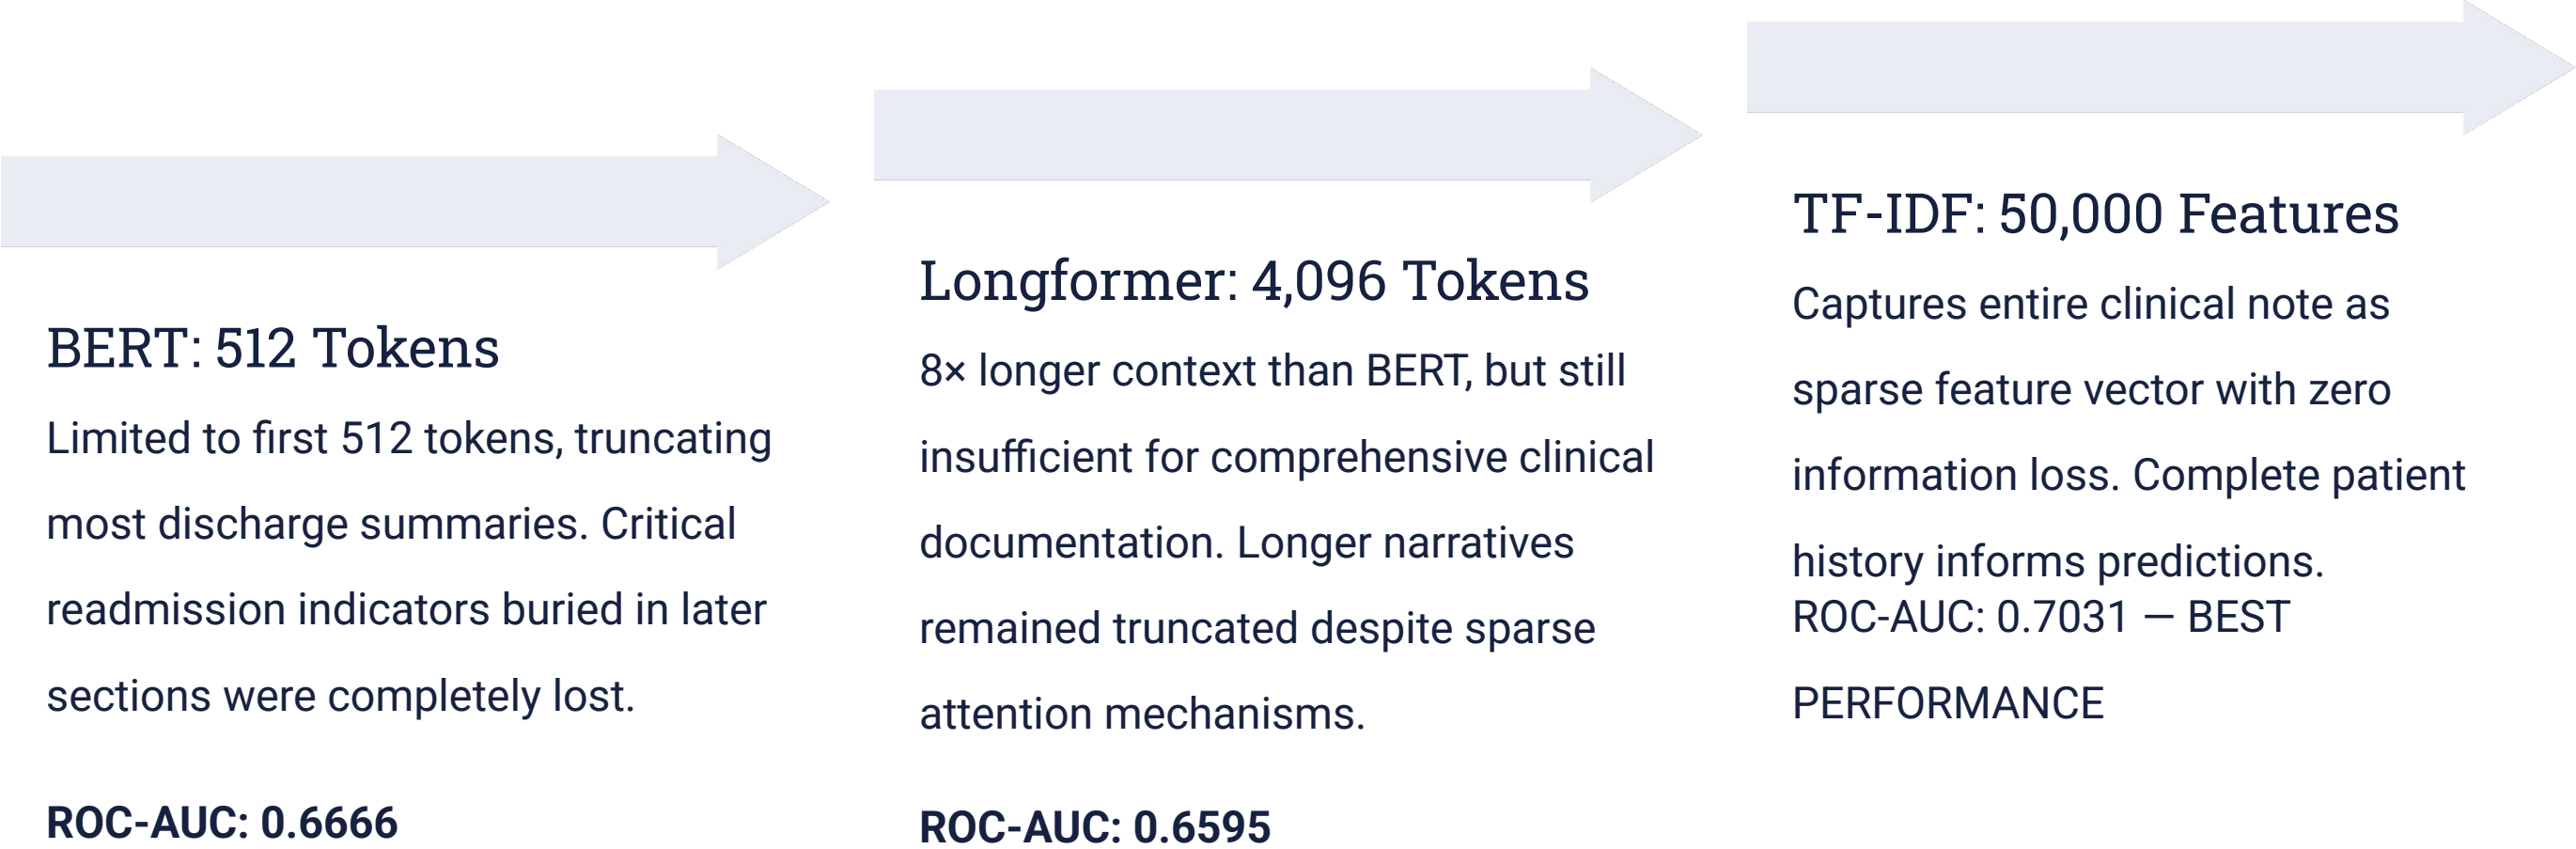 BERT: 512 Tokens
Limited to first 512 tokens, truncating
most discharge summaries. Critical
readmission indicators buried in later
sections were completely lost.
ROC-AUC: 0.6666
Longformer: 4,096 Tokens
8× longer context than BERT, but still
insufficient for comprehensive clinical
documentation. Longer narratives
remained truncated despite sparse
attention mechanisms.
ROC-AUC: 0.6595
TF-IDF: 50,000 Features
Captures entire clinical note as
sparse feature vector with zero
information loss. Complete patient
history informs predictions.
ROC-AUC: 0.7031 — BEST
PERFORMANCE